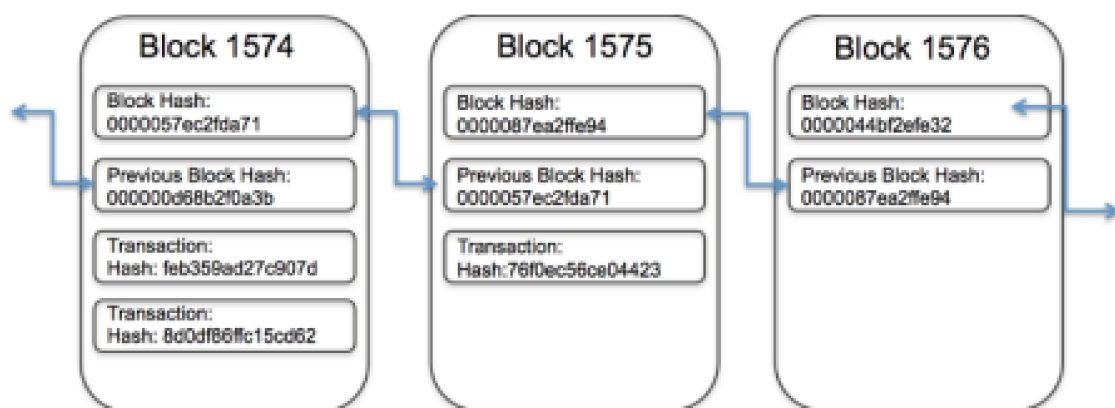 Block 1574
Block Hash:
0000057ec2fda71
Previous Block Hash:
000000d68b2f0a3b
Transaction:
Hash: feb359ad27c907d
Transaction:
Hash: 8d0df86ffc15cd62
Block 1575
Block Hash:
0000087ea2ffe94
Previous Block Hash:
0000057ec2fda71
Transaction:
Hash:76f0ec56ce04423
Block 1576
Block Hash:
0000044bf2efe32
Previous Block Hash:
0000087ea2ffe94